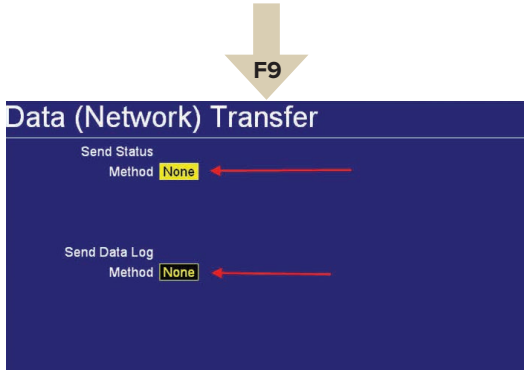 F9
Data (Network) Transfer
Send Status
Method None
Send Data Log
Method None